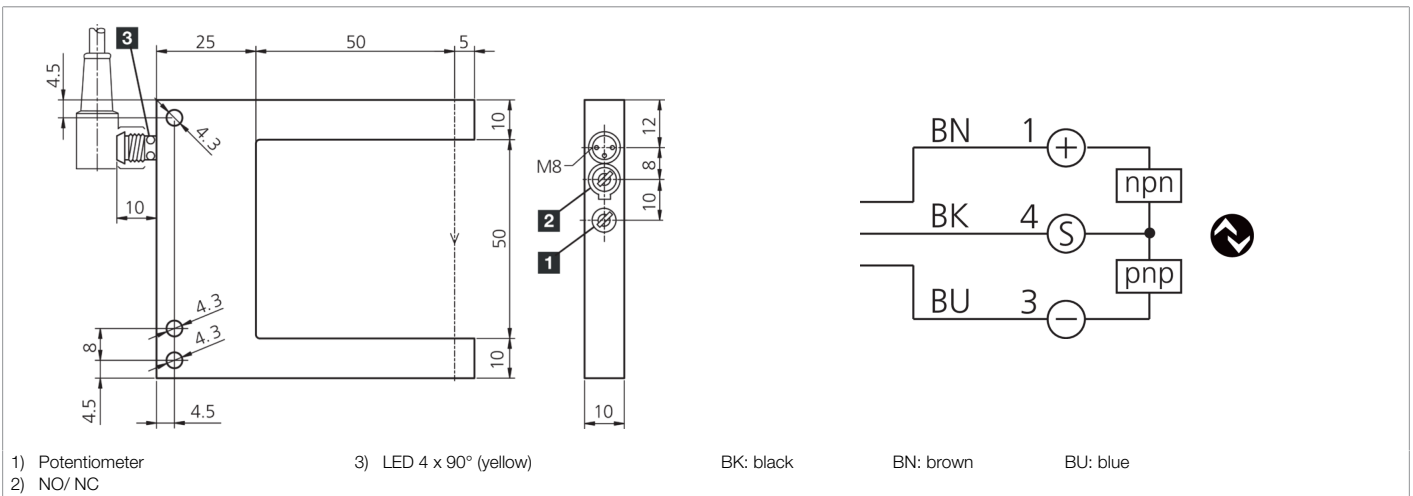 3
25
50
5
4.5
4.3
10
10
50
4.3
4.3
8
4.5
4.5
10
12
M8
8
10
2
1
10
BN 1 +
npn
BK 4 S
pnp
BU 3 −
1) Potentiometer
2) NO/ NC
3) LED 4 x 90° (yellow)
BK: black
BN: brown
BU: blue